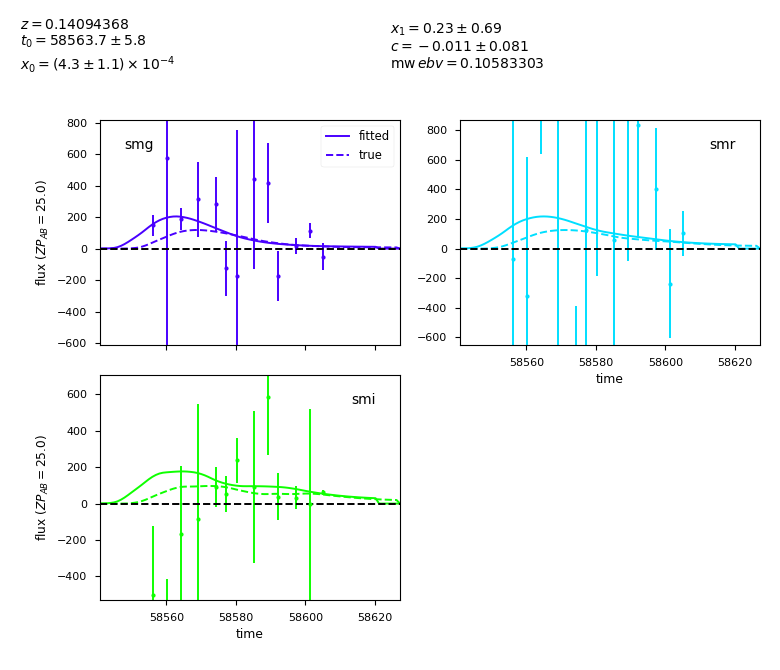 z = 0.14094368
t₀ = 58563.7 ± 5.8
x₀ = (4.3 ± 1.1) × 10⁻⁴
x₁ = 0.23 ± 0.69
c = −0.011 ± 0.081
mw ebv = 0.10583303
smg
fitted
true
800
600
400
200
0
−200
−400
−600
flux (ZP_AB = 25.0)
smr
800
600
400
200
0
−200
−400
−600
58560 58580 58600 58620
time
smi
600
400
200
0
−200
−400
flux (ZP_AB = 25.0)
58560 58580 58600 58620
time